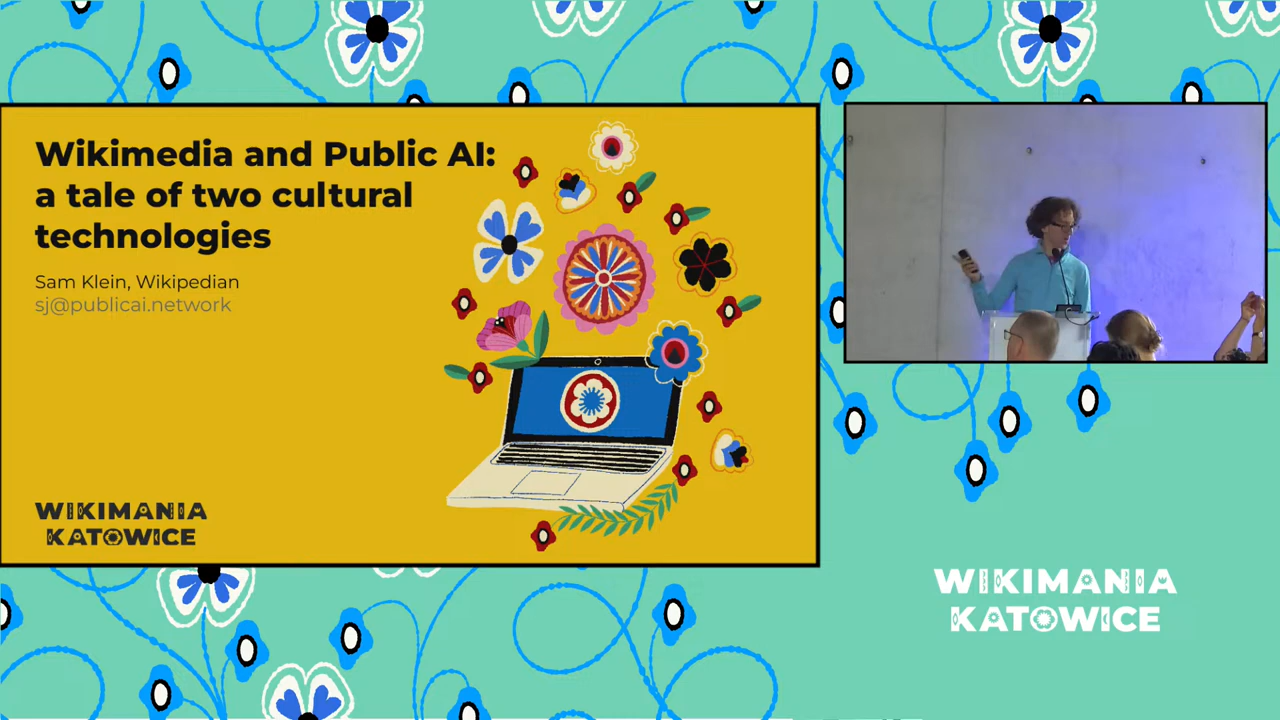 Wikimedia and Public AI:
a tale of two cultural
technologies
Sam Klein, Wikipedian
sj@publicai.network
WIKIMANIA
KATOWICE
WIKIMANIA
KATOWICE